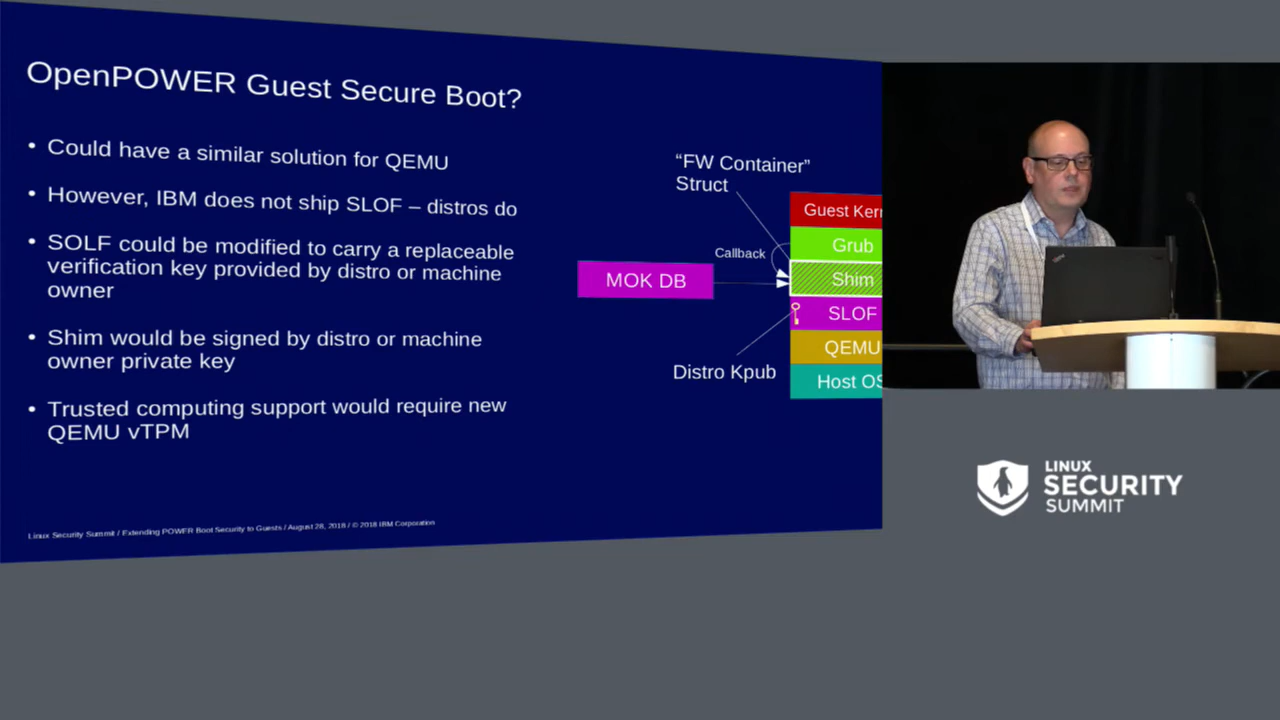 OpenPOWER Guest Secure Boot?
• Could have a similar solution for QEMU
• However, IBM does not ship SLOF – distros do
• SOLF could be modified to carry a replaceable
verification key provided by distro or machine
owner
• Shim would be signed by distro or machine
owner private key
• Trusted computing support would require new
QEMU vTPM
“FW Container”
Struct
Callback
MOK DB
Distro Kpub
Guest Kern
Grub
Shim
SLOF
QEMU
Host OS
Linux Security Summit / Extending POWER Boot Security to Guests / August 28, 2018 / © 2018 IBM Corporation
LINUX
SECURITY
SUMMIT